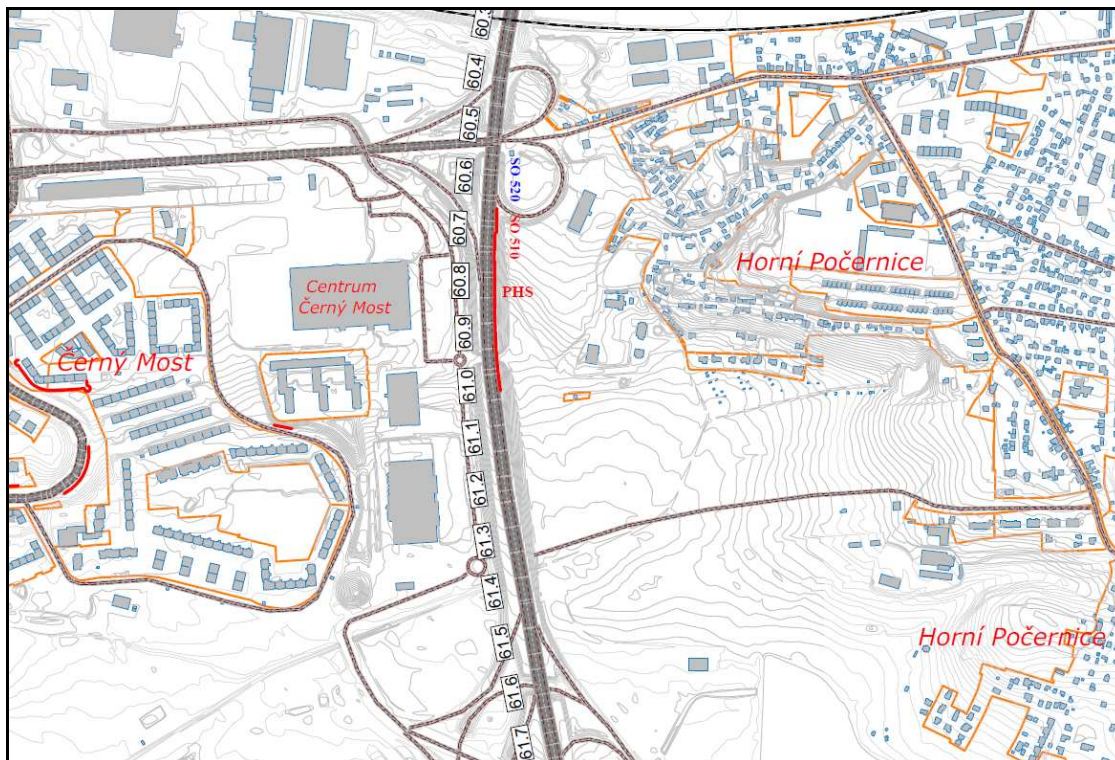 60.3
60.4
60.5
60.6
60.7
60.8
60.9
61.0
61.1
61.2
61.3
61.4
61.5
61.6
61.7
SO 520
SO 510
PHS
Centrum
Černý Most
Černý Most
Horní Počernice
Horní Počernice